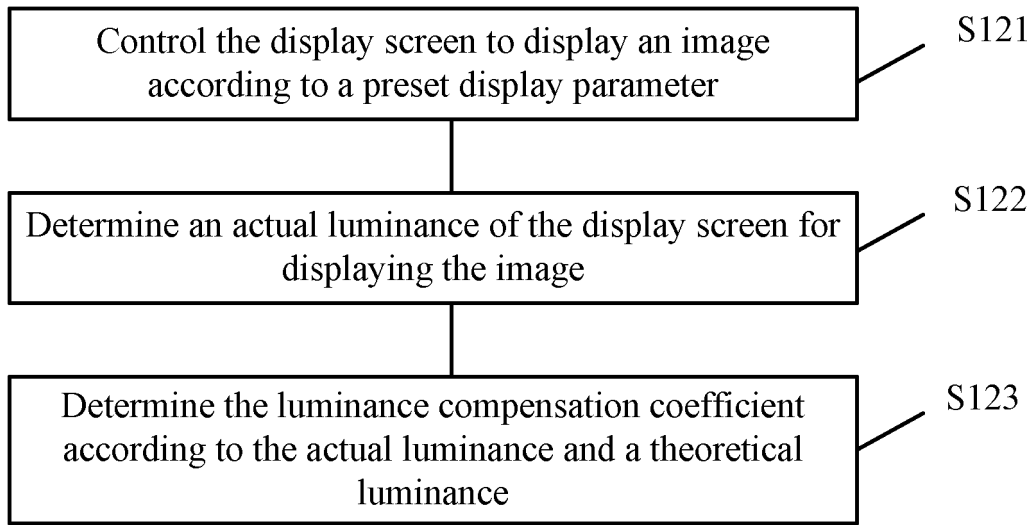 Control the display screen to display an image
according to a preset display parameter
S121
Determine an actual luminance of the display screen for
displaying the image
S122
Determine the luminance compensation coefficient
according to the actual luminance and a theoretical
luminance
S123